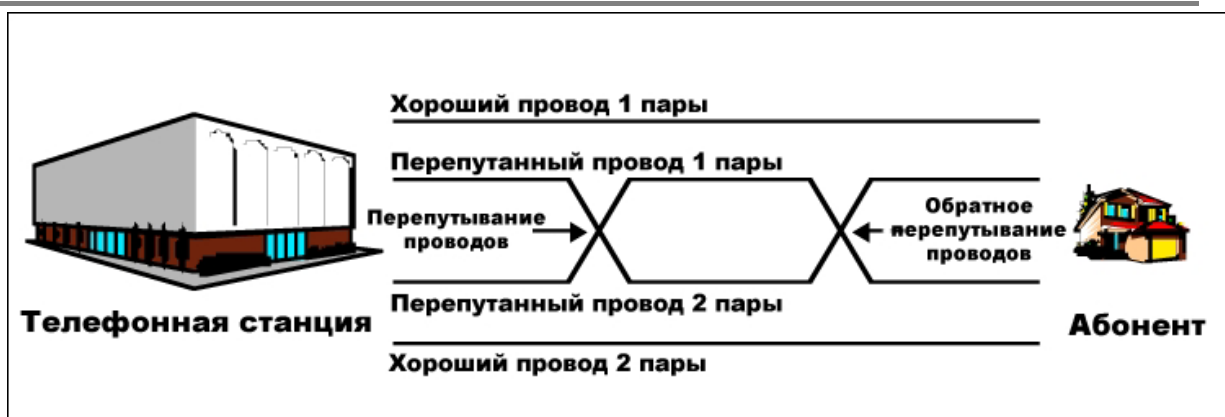 Хороший провод 1 пары
Перепутанный провод 1 пары
Перепутывание
проводов
Обратное
перепутывание
проводов
Перепутанный провод 2 пары
Телефонная станция
Абонент
Хороший провод 2 пары